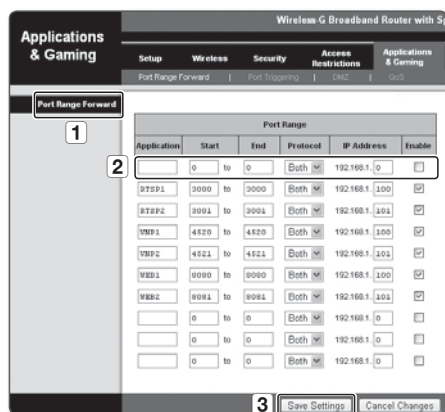 Wireless-G Broadband Router with Sp
Applications
& Gaming
Setup Wireless Security Access Restrictions Applications & Gaming
Port Range Forward | Port Triggering | DMZ | QoS
Port Range Forward
1
Port Range
Application Start End Protocol IP Address Enable
2
0 to 0 Both 192.168.1. 0
RTSP1 3000 to 3000 Both 192.168.1. 100
RTSP2 3001 to 3001 Both 192.168.1. 101
VNP1 4520 to 4520 Both 192.168.1. 100
VNP2 4521 to 4521 Both 192.168.1. 101
WEB1 8080 to 8080 Both 192.168.1. 100
WEB2 8081 to 8081 Both 192.168.1. 101
0 to 0 Both 192.168.1. 0
0 to 0 Both 192.168.1. 0
0 to 0 Both 192.168.1. 0
3 Save Settings Cancel Changes